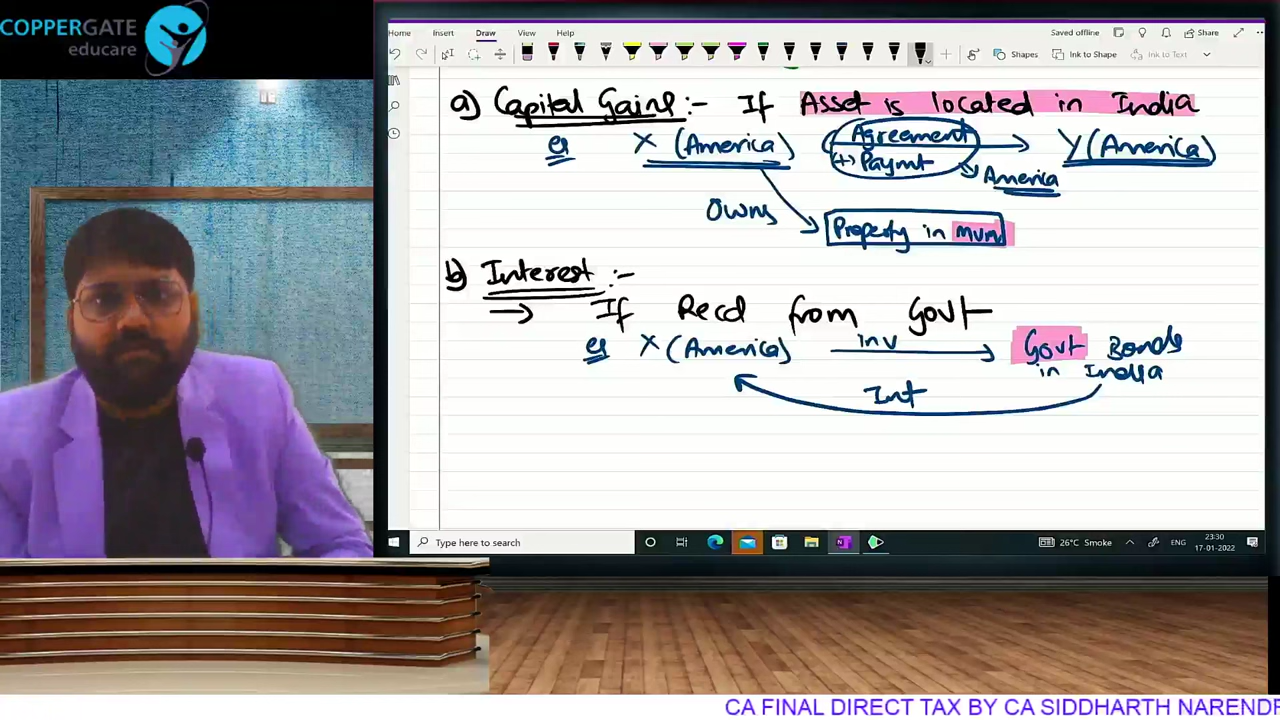 COPPERGATE
educare
Home Insert Draw View Help
Saved offline
Share
Shapes
Ink to Shape
Ink to Text
a) Capital Gains :- If Asset is located in India
eg X (America) Agreement Y (America)
(+) Paymt America
Owns
Property in mum
b) Interest :-
→ If Recd from Govt
eg X (America) inv Govt Bonds
in India
Int
Type here to search
26°C Smoke
ENG
23:30
17-01-2022
CA FINAL DIRECT TAX BY CA SIDDHARTH NARENDR